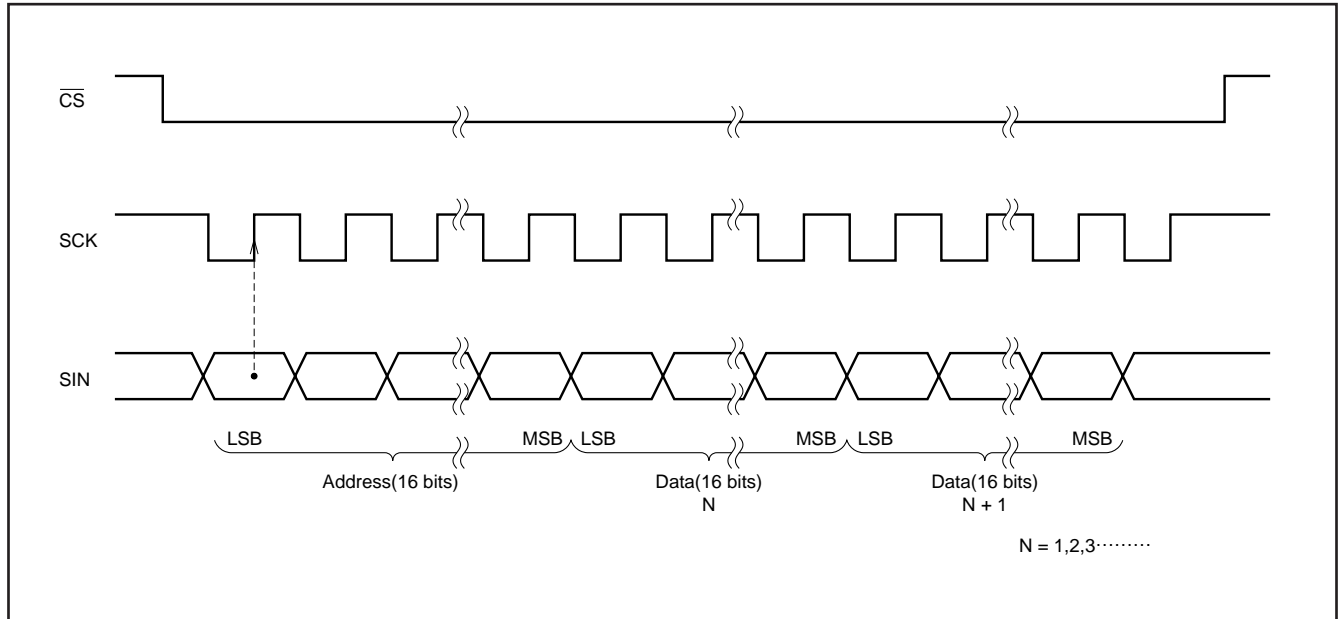 C̅S̅
SCK
SIN
LSB MSB LSB MSB LSB MSB
Address(16 bits) Data(16 bits) Data(16 bits)
N N + 1
N = 1,2,3·········